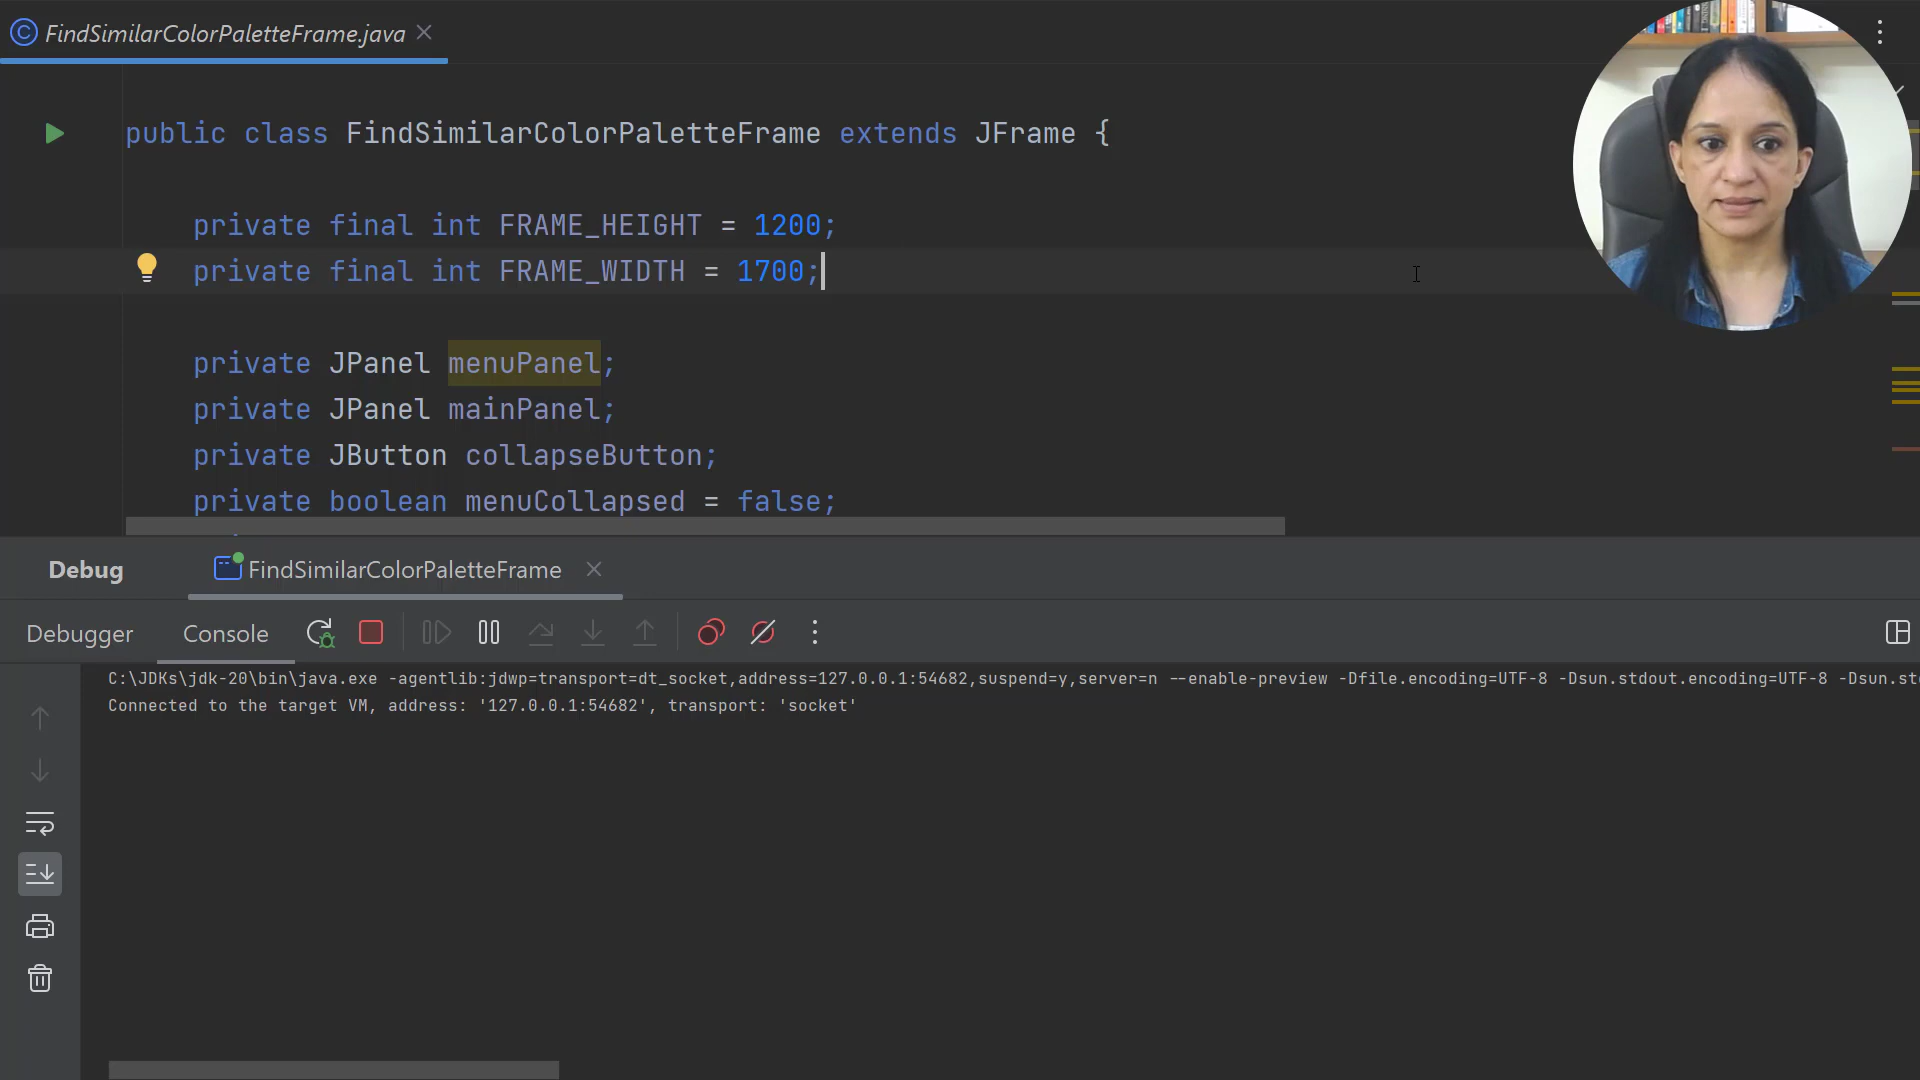 FindSimilarColorPaletteFrame.java
public class FindSimilarColorPaletteFrame extends JFrame {
private final int FRAME_HEIGHT = 1200;
private final int FRAME_WIDTH = 1700;
private JPanel menuPanel;
private JPanel mainPanel;
private JButton collapseButton;
private boolean menuCollapsed = false;
Debug FindSimilarColorPaletteFrame
Debugger Console
C:\JDKs\jdk-20\bin\java.exe -agentlib:jdwp=transport=dt_socket,address=127.0.0.1:54682,suspend=y,server=n --enable-preview -Dfile.encoding=UTF-8 -Dsun.stdout.encoding=UTF-8 -Dsun.st
Connected to the target VM, address: '127.0.0.1:54682', transport: 'socket'